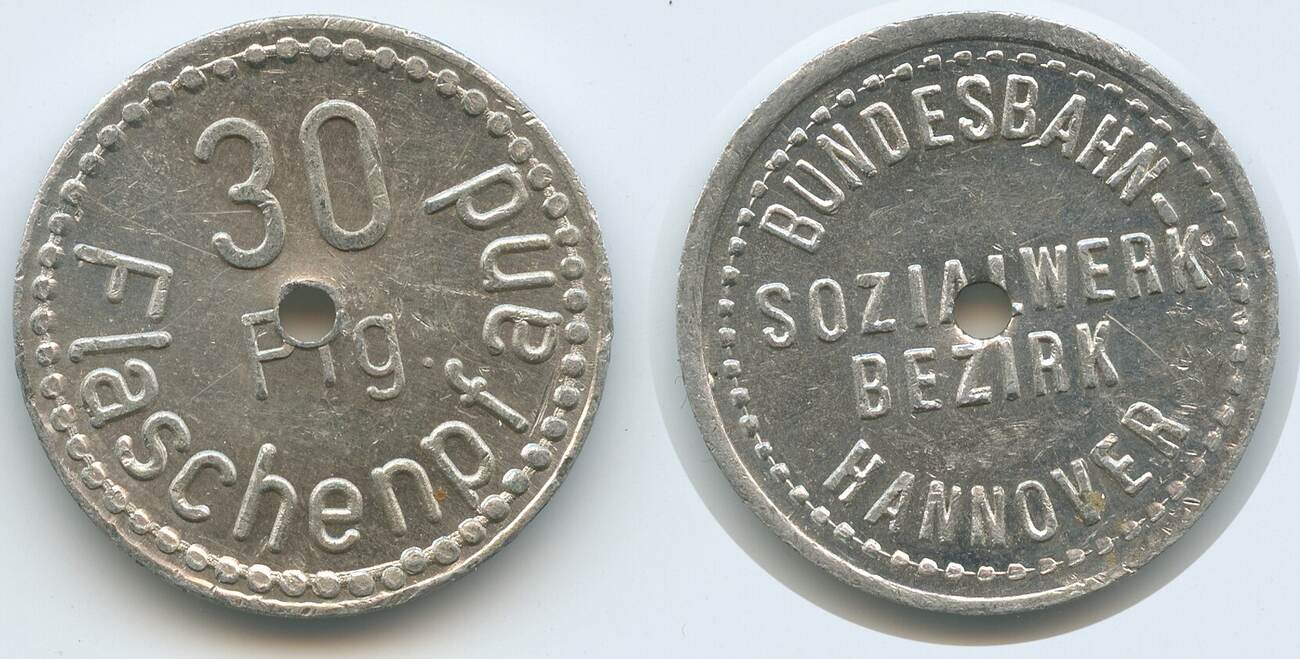 30
Pfg.
Flaschenpfand
BUNDESBAHN-
SOZIALWERK
BEZIRK
HANNOVER